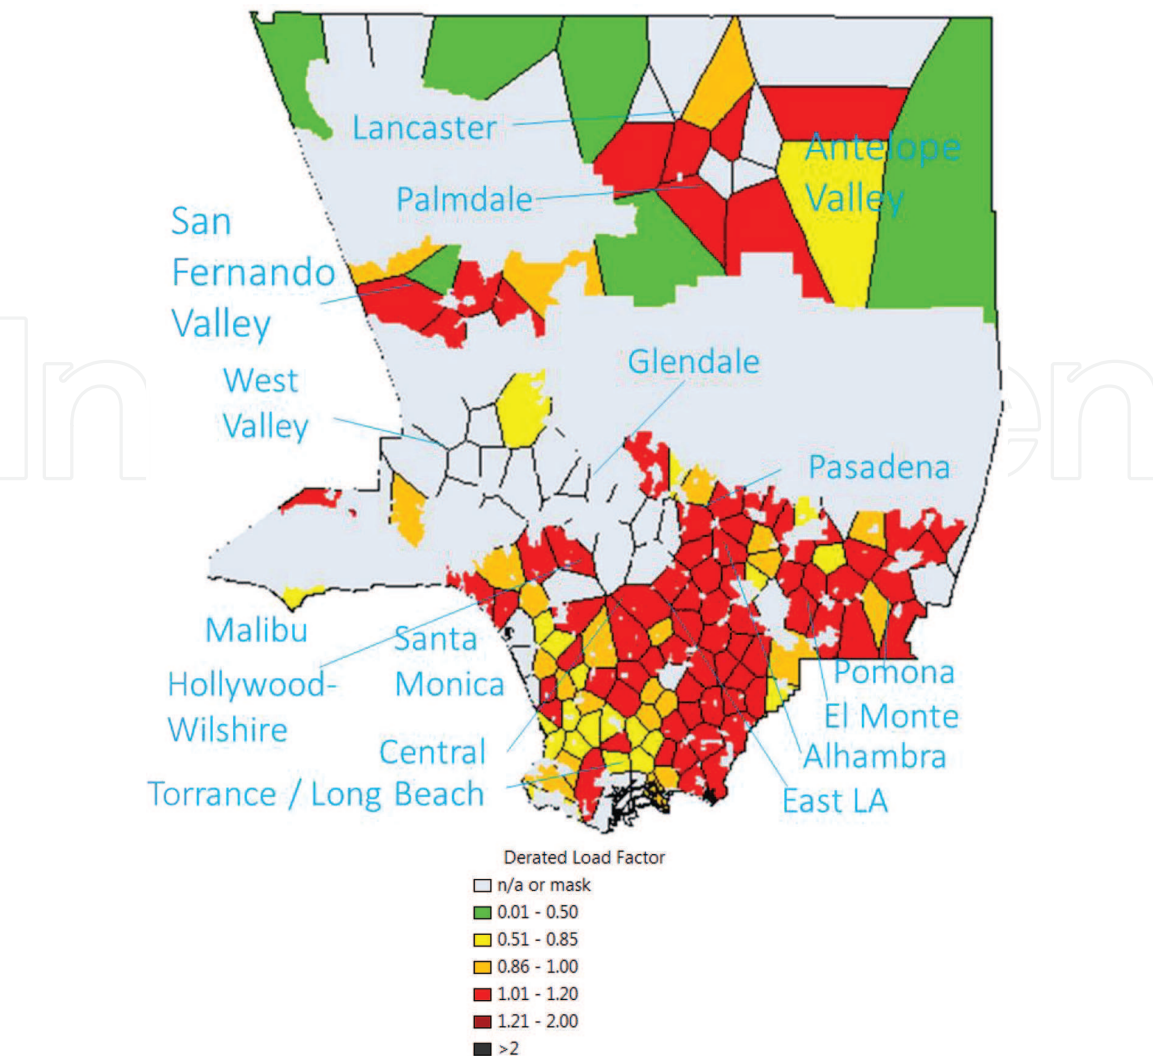 Lancaster
Antelope
Valley
Palmdale
San
Fernando
Valley
Glendale
West
Valley
Pasadena
Malibu
Santa
Monica
Hollywood-
Wilshire
Pomona
El Monte
Central
Alhambra
Torrance / Long Beach
East LA
Derated Load Factor
n/a or mask
0.01 - 0.50
0.51 - 0.85
0.86 - 1.00
1.01 - 1.20
1.21 - 2.00
>2